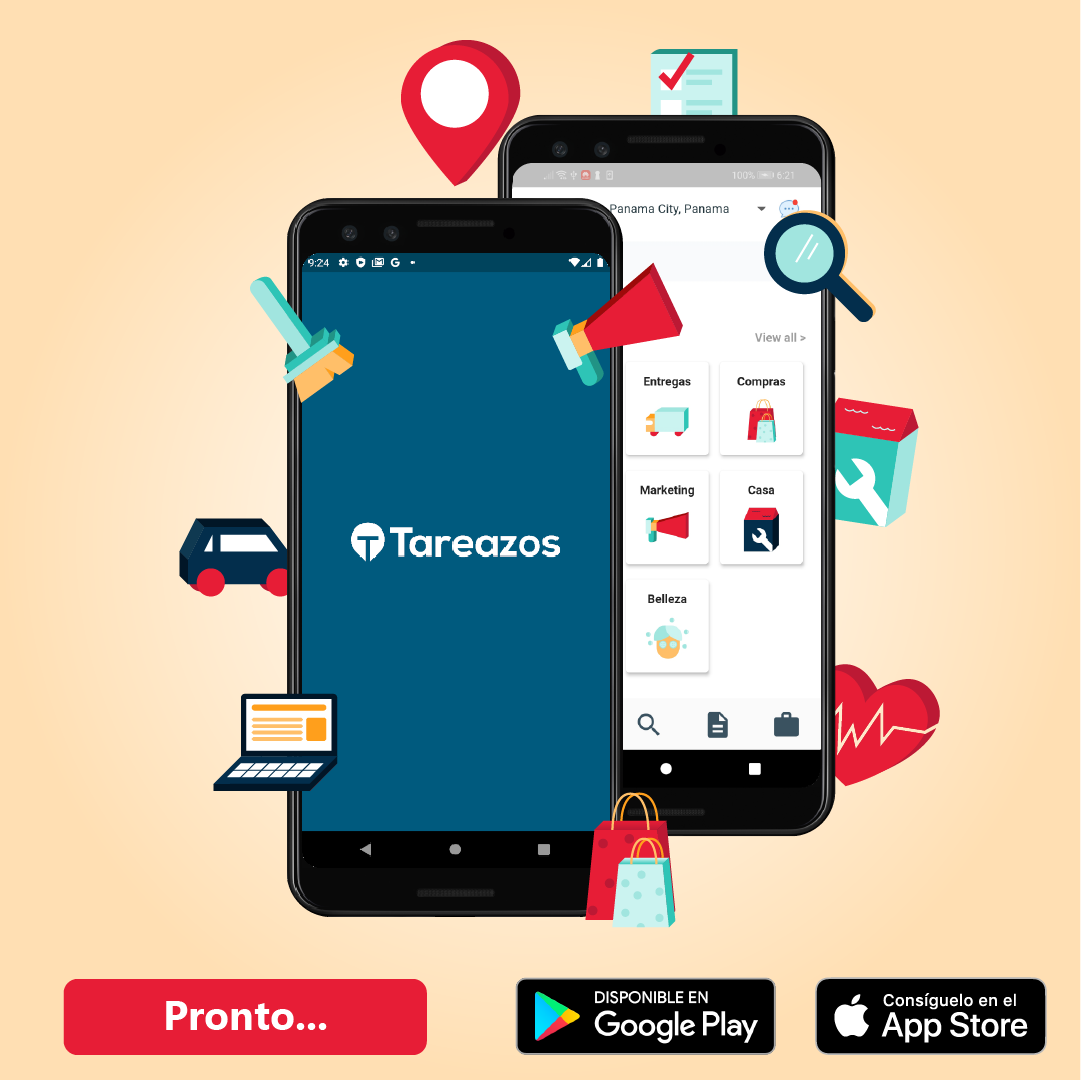 100% 6:21
Panama City, Panama
9:24 G
View all >
Entregas
Compras
Marketing
Casa
Belleza
Tareazos
Pronto...
DISPONIBLE EN
Google Play
Consíguelo en el
App Store